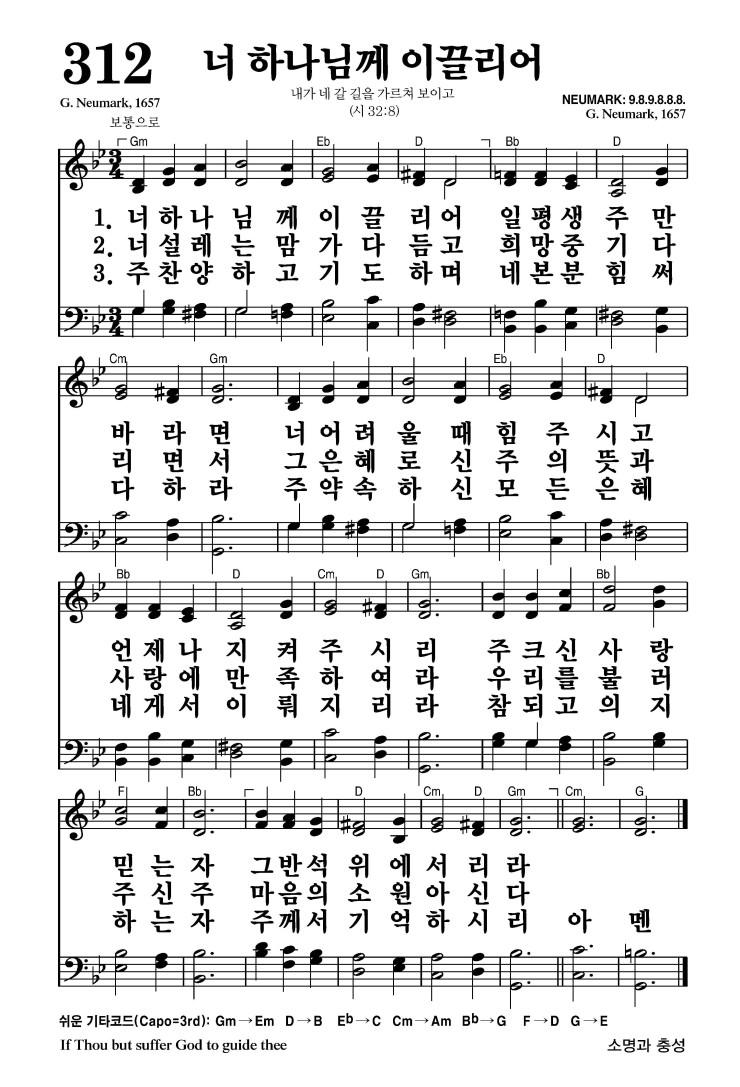 312 너 하나님께 이끌리어
내가 네 갈 길을 가르쳐 보이고
(시 32:8)
G. Neumark, 1657
보통으로
NEUMARK: 9.8.9.8.8.8.
G. Neumark, 1657
Gm Eb D Bb D
3/4
1. 너 하 나 님 께 이 끌 리 어 일 평 생 주 만
2. 너 설 레 는 맘 가 다 듬 고 희 망 중 기 다
3. 주 찬 양 하 고 기 도 하 며 네 본 분 힘 써
3/4
Cm Gm Eb D
바 라 면 너 어 려 울 때 힘 주 시 고
리 면 서 그 은 혜 로 신 주 의 뜻 과
다 하 라 주 약 속 하 신 모 든 은 혜
Bb D Cm D Gm Bb
언 제 나 지 켜 주 시 리 주 크 신 사 랑
사 랑 에 만 족 하 여 라 우 리 를 불 러
네 게 서 이 뤄 지 리 라 참 되 고 의 지
F Bb D Cm D Gm Cm G
믿 는 자 그 반 석 위 에 서 리 라
주 신 주 마 음 의 소 원 아 신 다
하 는 자 주 께 서 기 억 하 시 리 아 멘
쉬운 기타코드(Capo=3rd): Gm→Em D→B Eb→C Cm→Am Bb→G F→D G→E
If Thou but suffer God to guide thee
소명과 충성